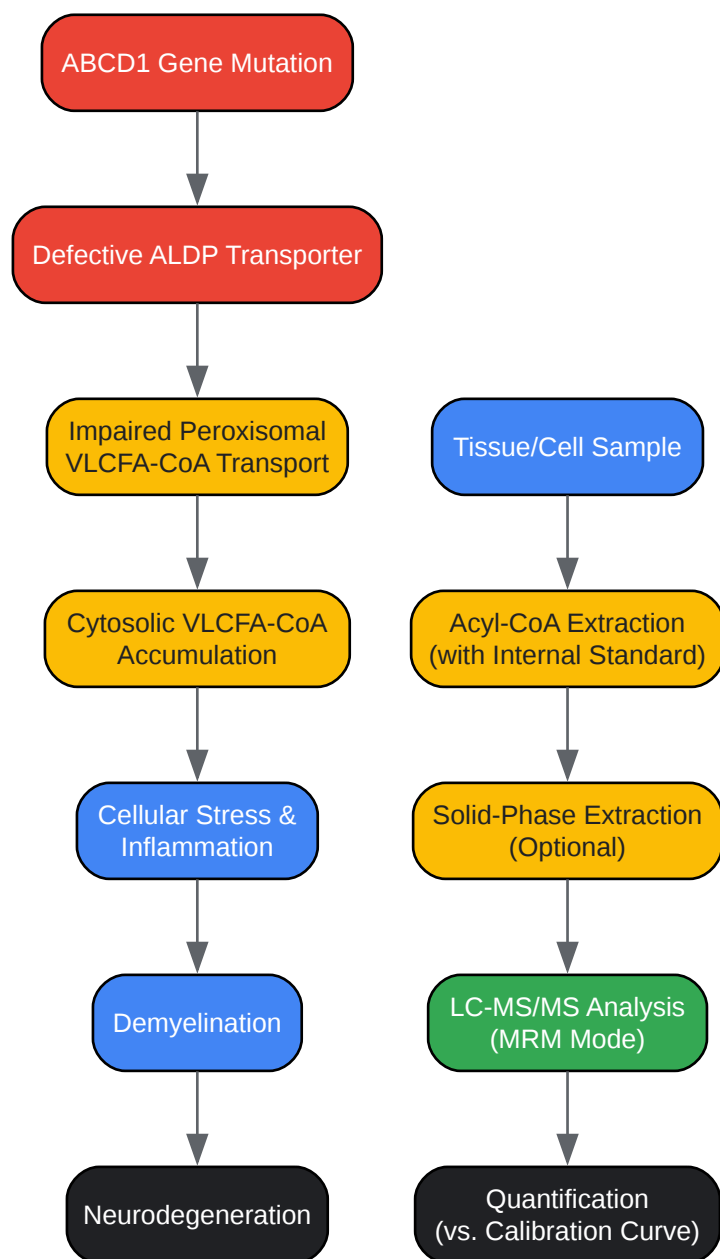 ABCD1 Gene Mutation
Defective ALDP Transporter
Impaired Peroxisomal
VLCFA-CoA Transport
Cytosolic VLCFA-CoA
Accumulation
Cellular Stress &
Inflammation
Demyelination
Neurodegeneration
Tissue/Cell Sample
Acyl-CoA Extraction
(with Internal Standard)
Solid-Phase Extraction
(Optional)
LC-MS/MS Analysis
(MRM Mode)
Quantification
(vs. Calibration Curve)